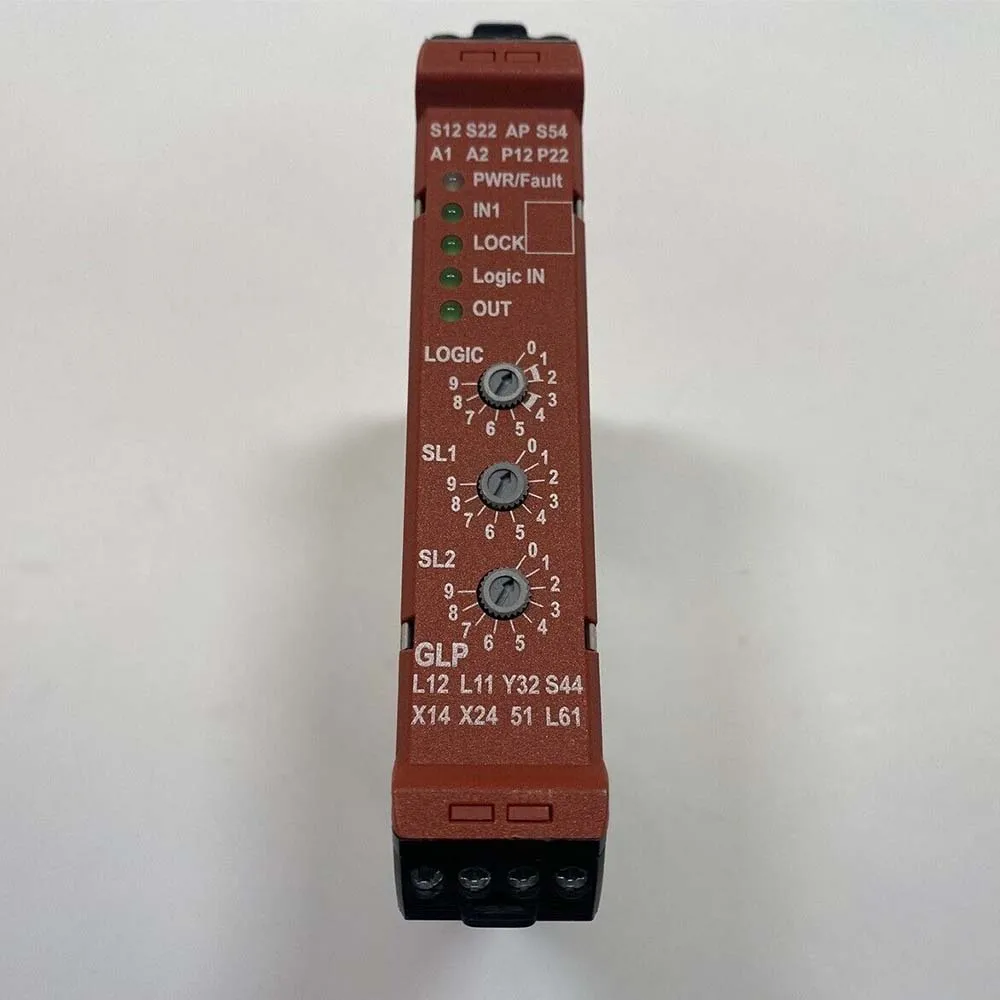 S12 S22 AP S54
A1 A2 P12 P22
PWR/Fault
IN1
LOCK
Logic IN
OUT
LOGIC
0
1
2
3
4
5
6
7
8
9
SL1
0
1
2
3
4
5
6
7
8
9
SL2
0
1
2
3
4
5
6
7
8
9
GLP
L12 L11 Y32 S44
X14 X24 51 L61